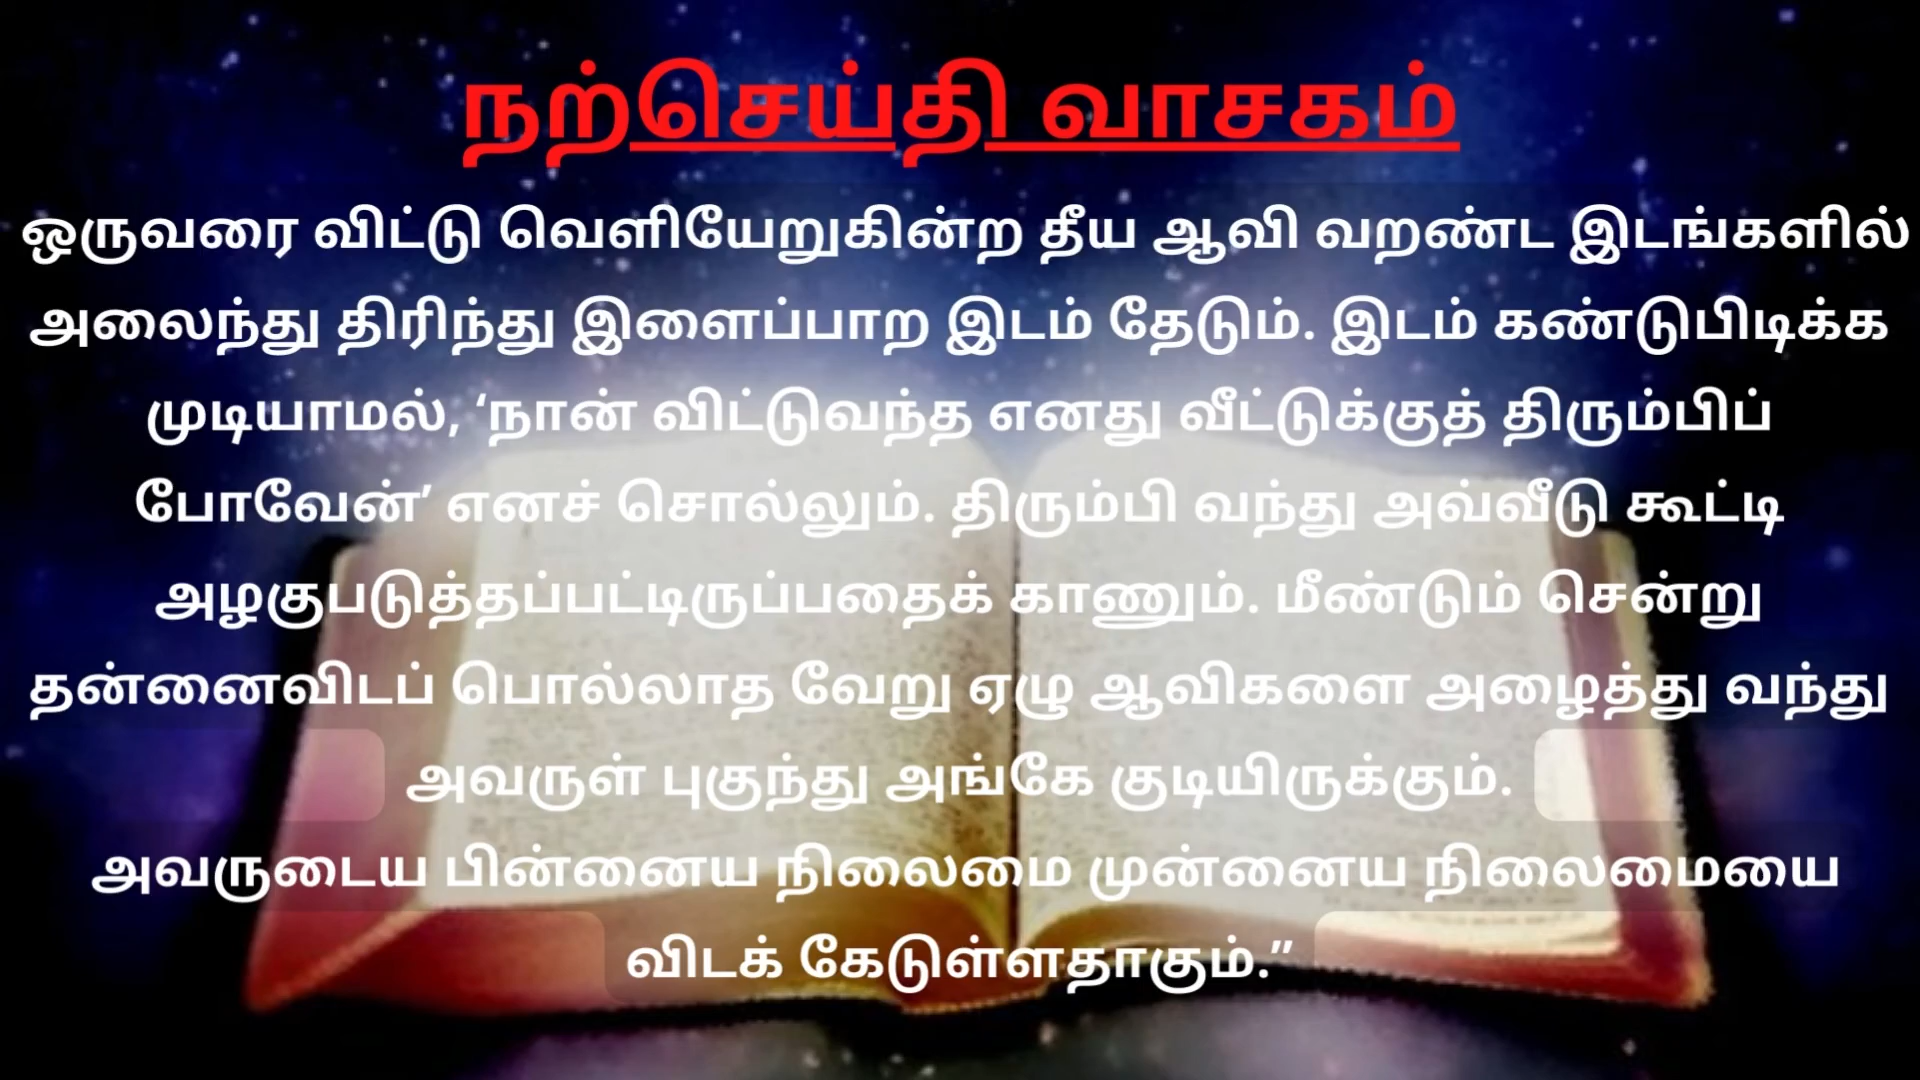 நற்செய்தி வாசகம்
ஒருவரை விட்டு வெளியேறுகின்ற தீய ஆவி வறண்ட இடங்களில்
அலைந்து திரிந்து இளைப்பாற இடம் தேடும். இடம் கண்டுபிடிக்க
முடியாமல், ‘நான் விட்டுவந்த எனது வீட்டுக்குத் திரும்பிப்
போவேன்’ எனச் சொல்லும். திரும்பி வந்து அவ்வீடு கூட்டி
அழகுபடுத்தப்பட்டிருப்பதைக் காணும். மீண்டும் சென்று
தன்னைவிடப் பொல்லாத வேறு ஏழு ஆவிகளை அழைத்து வந்து
அவருள் புகுந்து அங்கே குடியிருக்கும்.
அவருடைய பின்னைய நிலைமை முன்னைய நிலைமையை
விடக் கேடுள்ளதாகும்.”